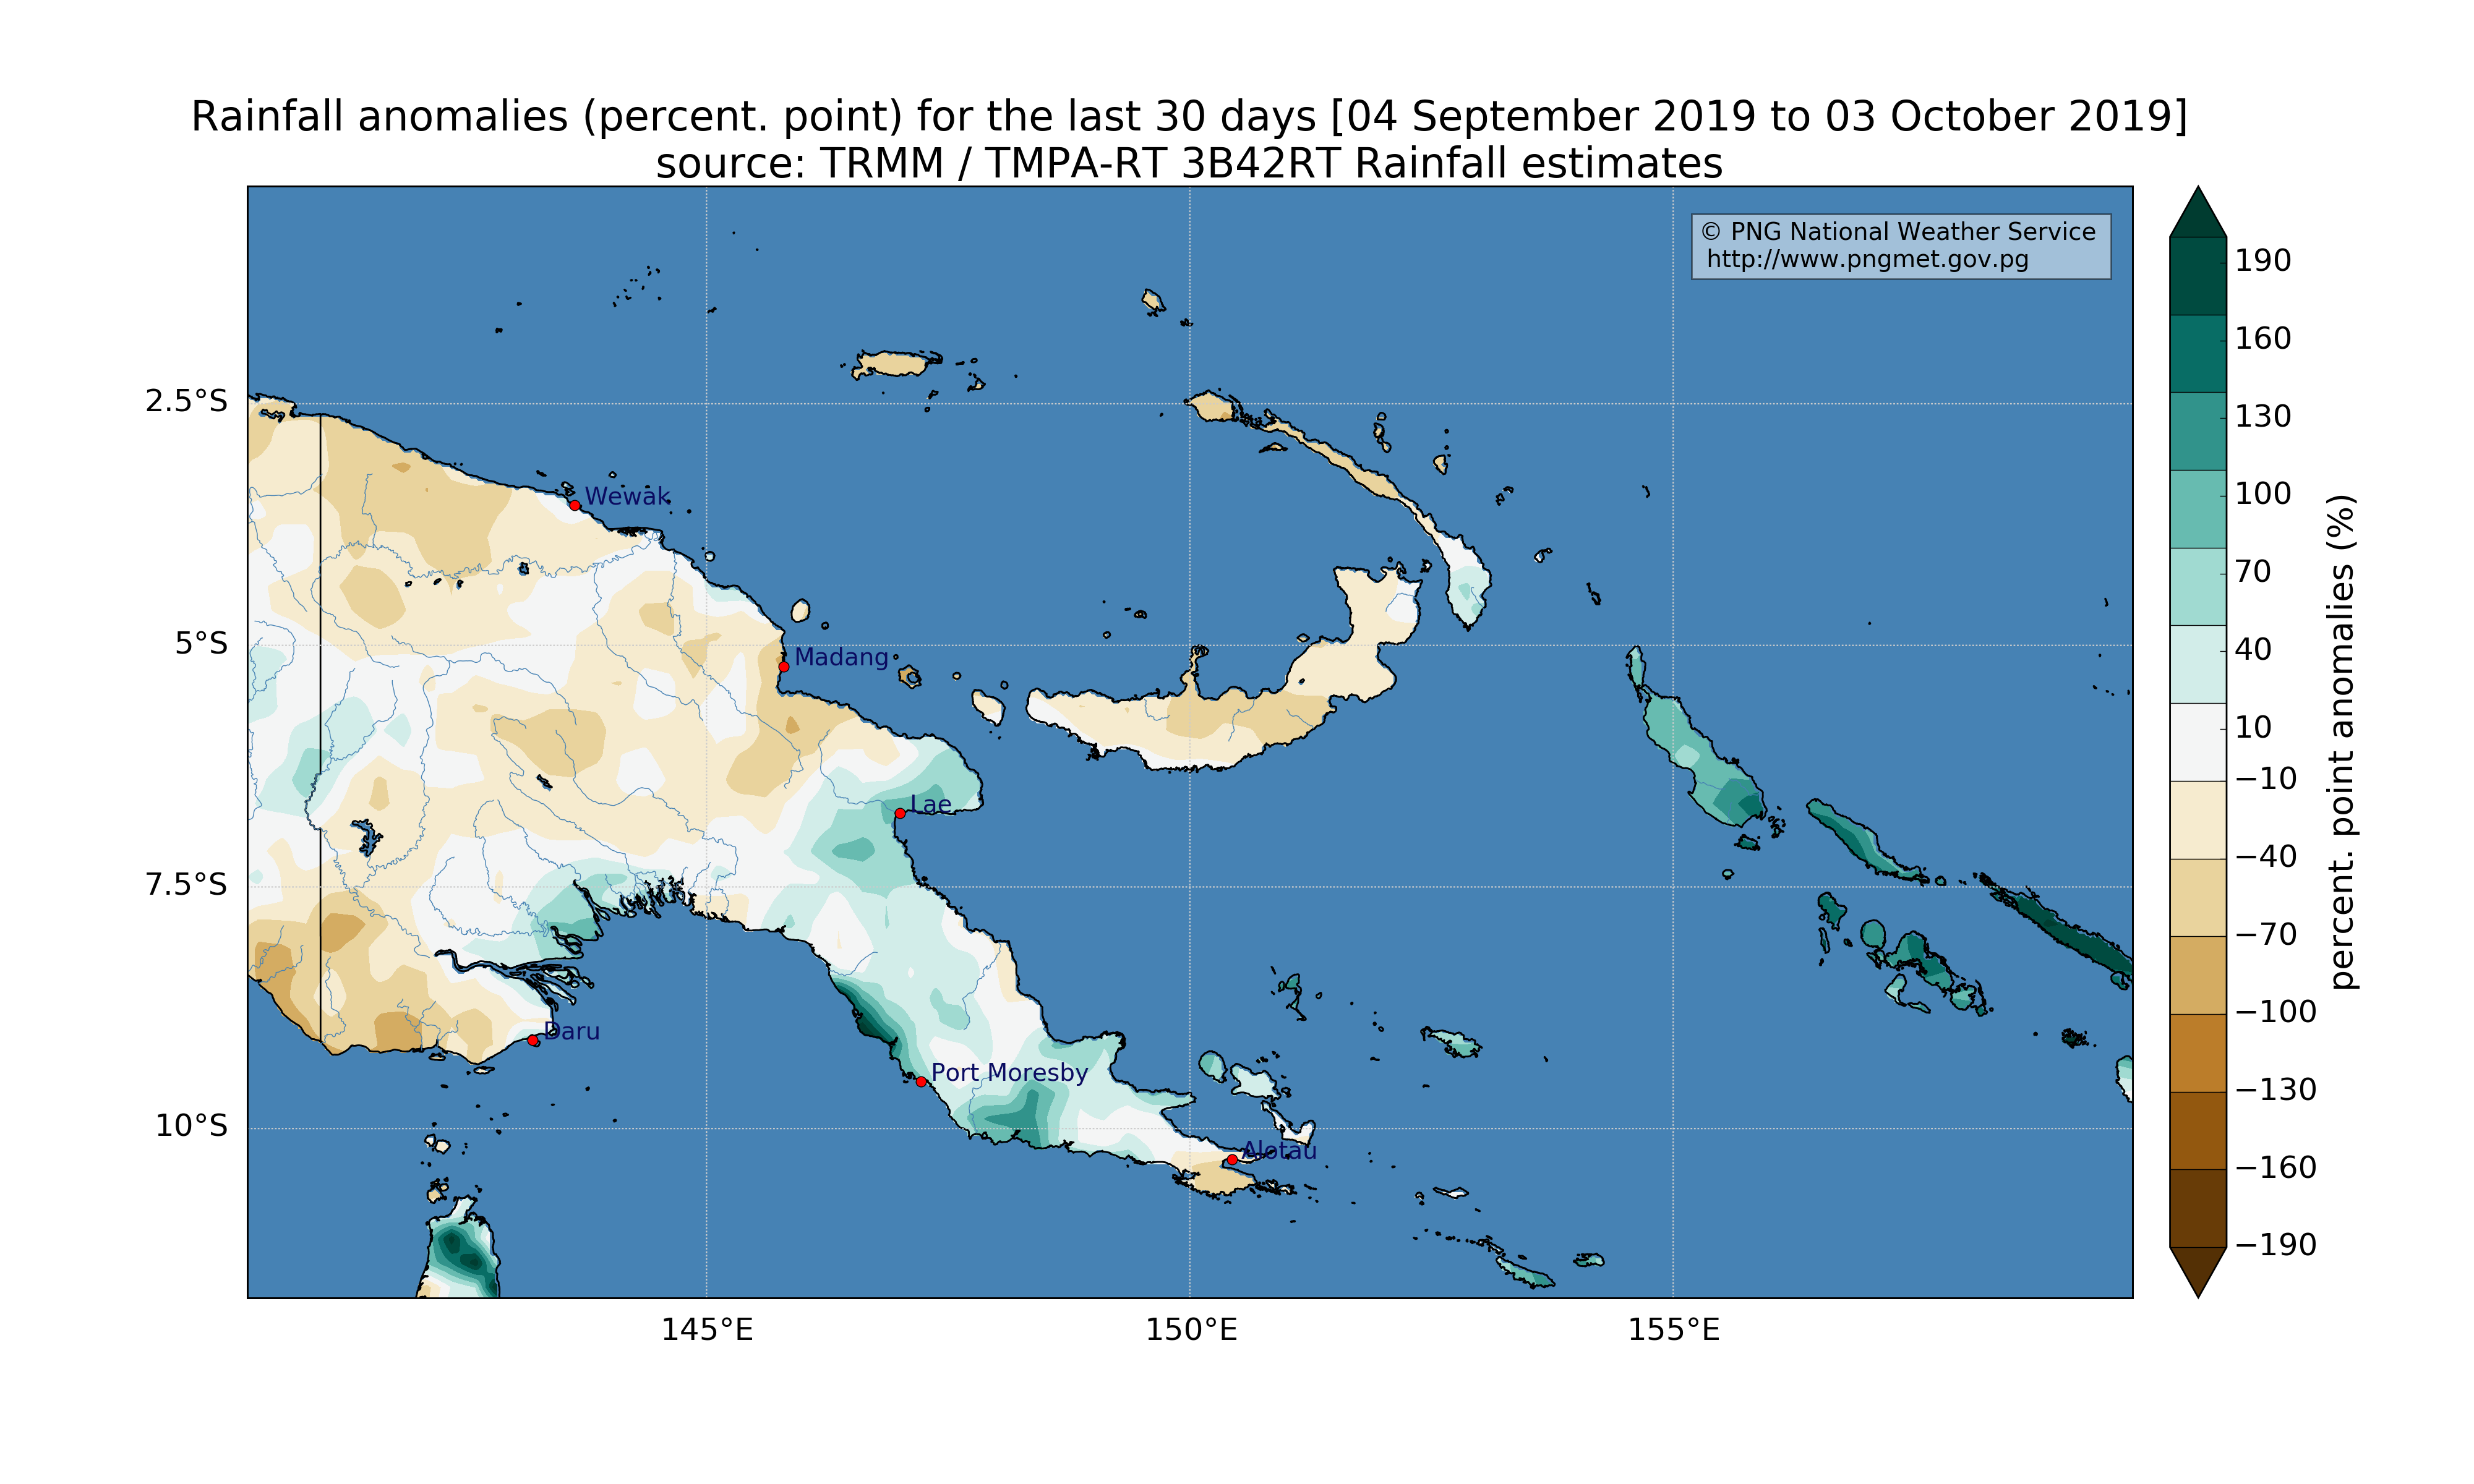 Rainfall anomalies (percent. point) for the last 30 days [04 September 2019 to 03 October 2019]
source: TRMM / TMPA-RT 3B42RT Rainfall estimates
© PNG National Weather Service
http://www.pngmet.gov.pg
2.5°S
5°S
7.5°S
10°S
Wewak
Madang
Lae
Daru
Port Moresby
Alotau
145°E
150°E
155°E
190
160
130
100
70
40
10
−10
−40
−70
−100
−130
−160
−190
percent. point anomalies (%)